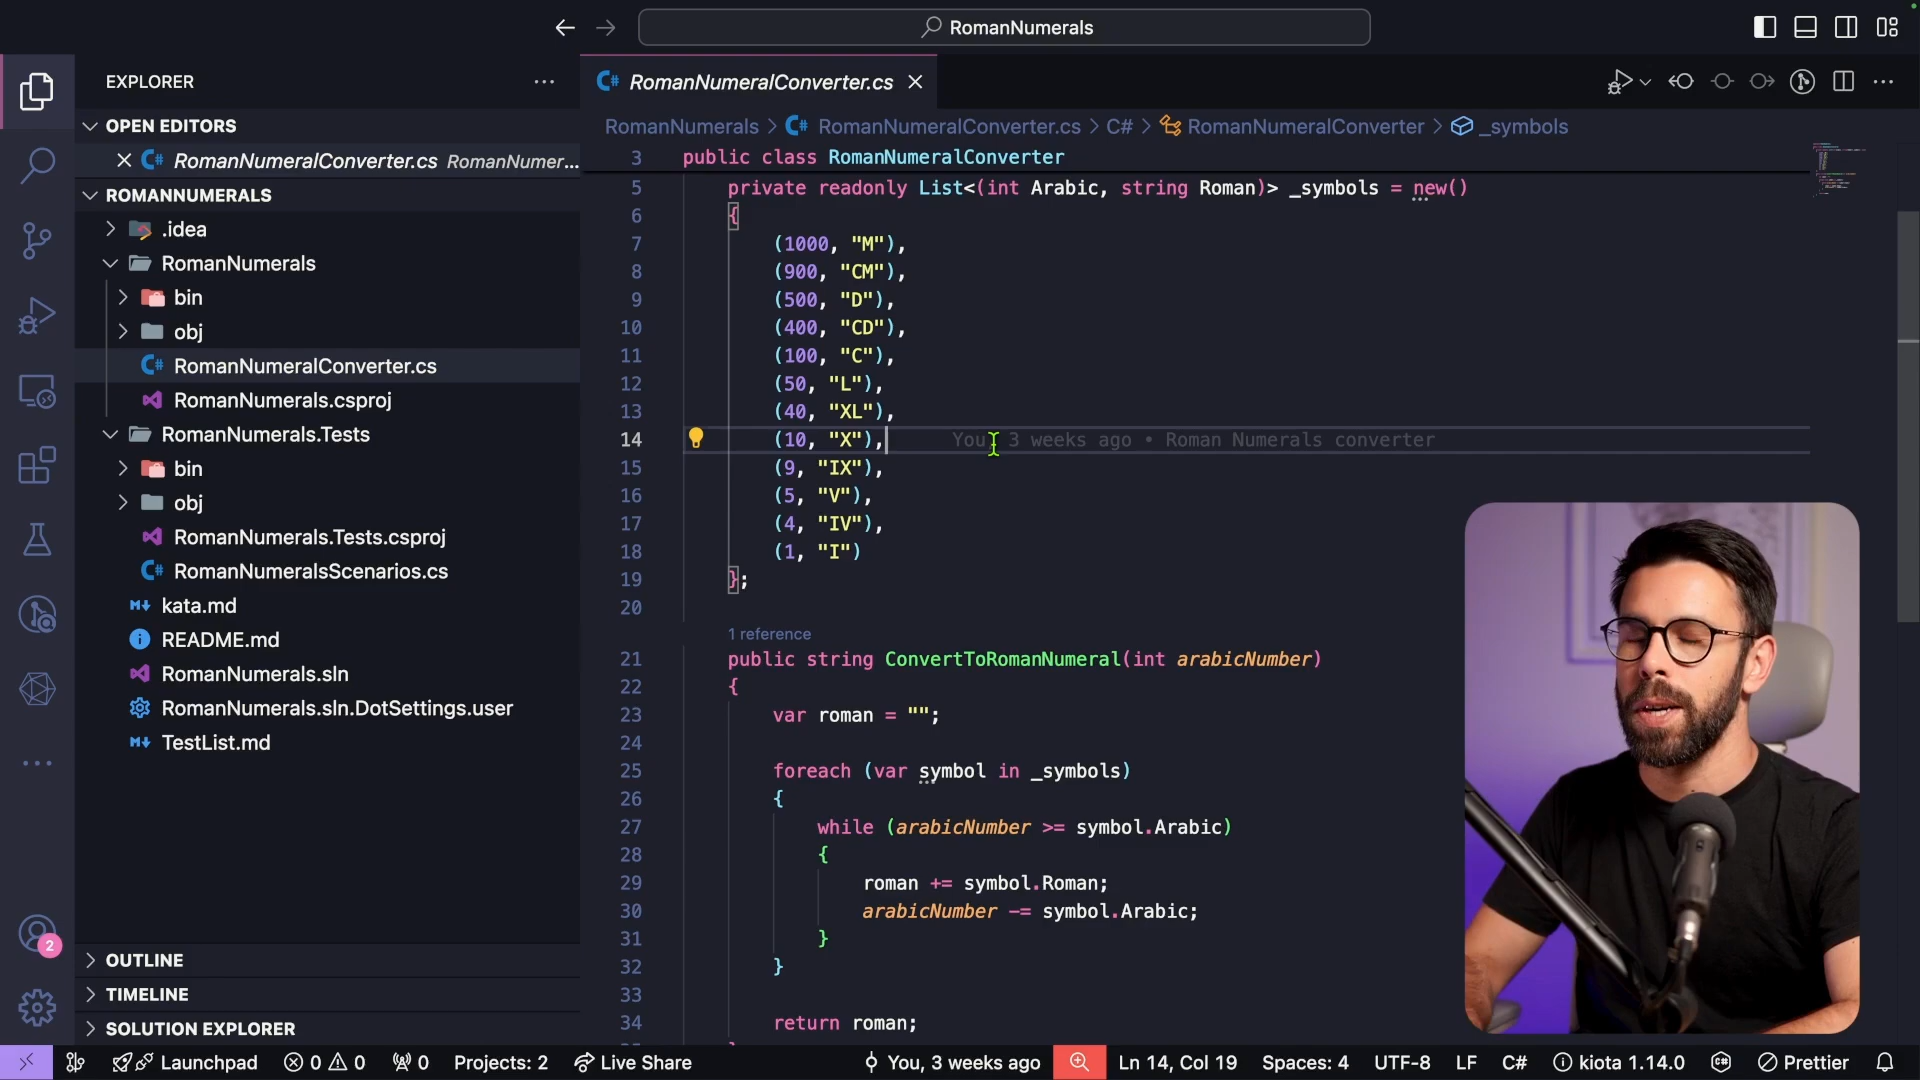 RomanNumerals
EXPLORER
OPEN EDITORS
RomanNumeralConverter.cs RomanNumer...
ROMANNUMERALS
.idea
RomanNumerals
bin
obj
RomanNumeralConverter.cs
RomanNumerals.csproj
RomanNumerals.Tests
bin
obj
RomanNumerals.Tests.csproj
RomanNumeralsScenarios.cs
kata.md
README.md
RomanNumerals.sln
RomanNumerals.sln.DotSettings.user
TestList.md
OUTLINE
TIMELINE
SOLUTION EXPLORER
2
RomanNumeralConverter.cs
RomanNumerals > RomanNumeralConverter.cs > C# > RomanNumeralConverter > _symbols
3 public class RomanNumeralConverter
5 private readonly List<(int Arabic, string Roman)> _symbols = new()
6 {
7 (1000, "M"),
8 (900, "CM"),
9 (500, "D"),
10 (400, "CD"),
11 (100, "C"),
12 (50, "L"),
13 (40, "XL"),
14 (10, "X"), You, 3 weeks ago • Roman Numerals converter
15 (9, "IX"),
16 (5, "V"),
17 (4, "IV"),
18 (1, "I")
19 };
20
1 reference
21 public string ConvertToRomanNumeral(int arabicNumber)
22 {
23 var roman = "";
24
25 foreach (var symbol in _symbols)
26 {
27 while (arabicNumber >= symbol.Arabic)
28 {
29 roman += symbol.Roman;
30 arabicNumber -= symbol.Arabic;
31 }
32 }
33
34 return roman;
Launchpad 0 0 0 Projects: 2 Live Share You, 3 weeks ago Ln 14, Col 19 Spaces: 4 UTF-8 LF C# kiota 1.14.0 Prettier